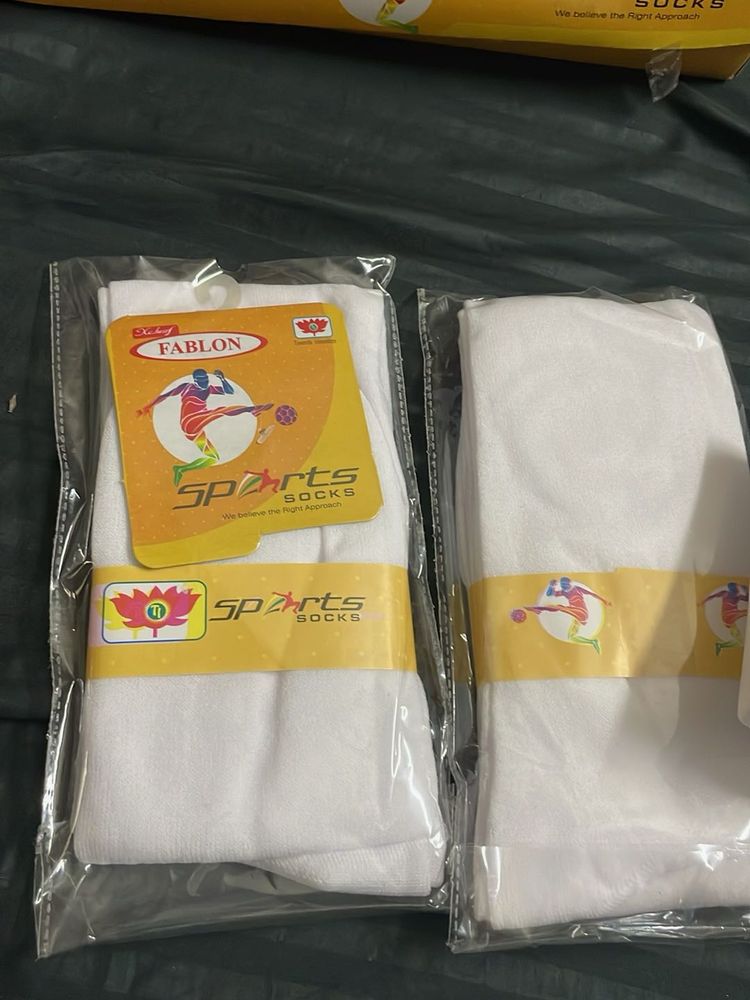 SOCKS
We believe the Right Approach
FABLON
Sports
SOCKS
We believe the Right Approach
Sports
SOCKS